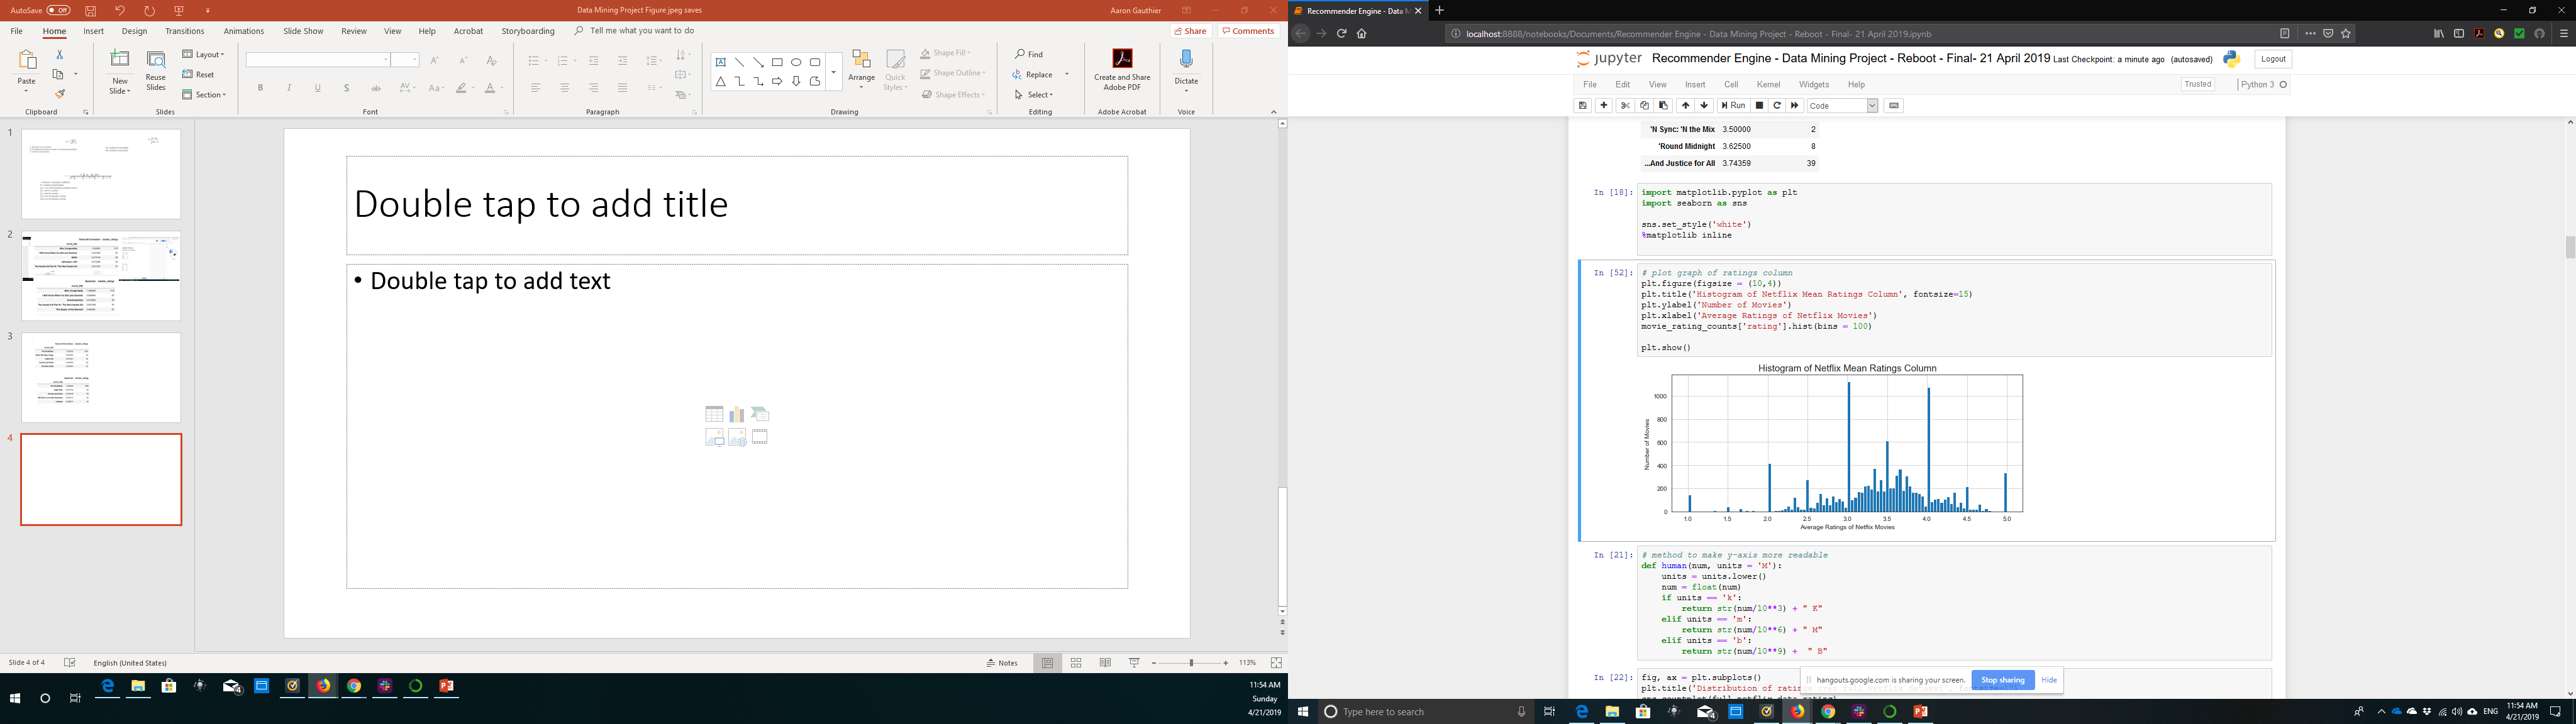 AutoSave Off
Data Mining Project Figure.jpeg saves
Aaron Gauthier
File Home Insert Design Transitions Animations Slide Show Review View Help Acrobat Storyboarding Tell me what you want to do
Share Comments
Paste
New Slide
Reuse Slides
Layout
Reset
Section
Arrange
Quick Styles
Shape Fill
Shape Outline
Shape Effects
Find
Replace
Select
Create and Share Adobe PDF
Dictate
Clipboard Slides Font Paragraph Drawing Editing Adobe Acrobat Voice
1
2
3
4
Double tap to add title
• Double tap to add text
Slide 4 of 4
English (United States)
Notes
113%
11:54 AM
Sunday
4/21/2019
Recommender Engine - Data M
localhost:8888/notebooks/Documents/Recommender Engine - Data Mining Project - Reboot - Final- 21 April 2019.ipynb
jupyter Recommender Engine - Data Mining Project - Reboot - Final- 21 April 2019 Last Checkpoint: a minute ago (autosaved)
Logout
File Edit View Insert Cell Kernel Widgets Help
Trusted
Python 3
Run
Code
'N Sync: 'N the Mix 3.50000 2
'Round Midnight 3.62500 8
...And Justice for All 3.74359 39
In [18]: import matplotlib.pyplot as plt
import seaborn as sns
sns.set_style('white')
%matplotlib inline
In [52]: # plot graph of ratings column
plt.figure(figsize = (10,4))
plt.title('Histogram of Netflix Mean Ratings Column', fontsize=15)
plt.ylabel('Number of Movies')
plt.xlabel('Average Ratings of Netflix Movies')
movie_rating_counts['rating'].hist(bins = 100)
plt.show()
Histogram of Netflix Mean Ratings Column
Number of Movies
1000
800
600
400
200
0
1.0 1.5 2.0 2.5 3.0 3.5 4.0 4.5 5.0
Average Ratings of Netflix Movies
In [21]: # method to make y-axis more readable
def human(num, units = 'M'):
units = units.lower()
num = float(num)
if units == 'k':
return str(num/10**3) + " K"
elif units == 'm':
return str(num/10**6) + " M"
elif units == 'b':
return str(num/10**9) + " B"
In [22]: fig, ax = plt.subplots()
plt.title('Distribution of
hangouts.google.com is sharing your screen.
Stop sharing
Hide
Type here to search
ENG
11:54 AM
4/21/2019